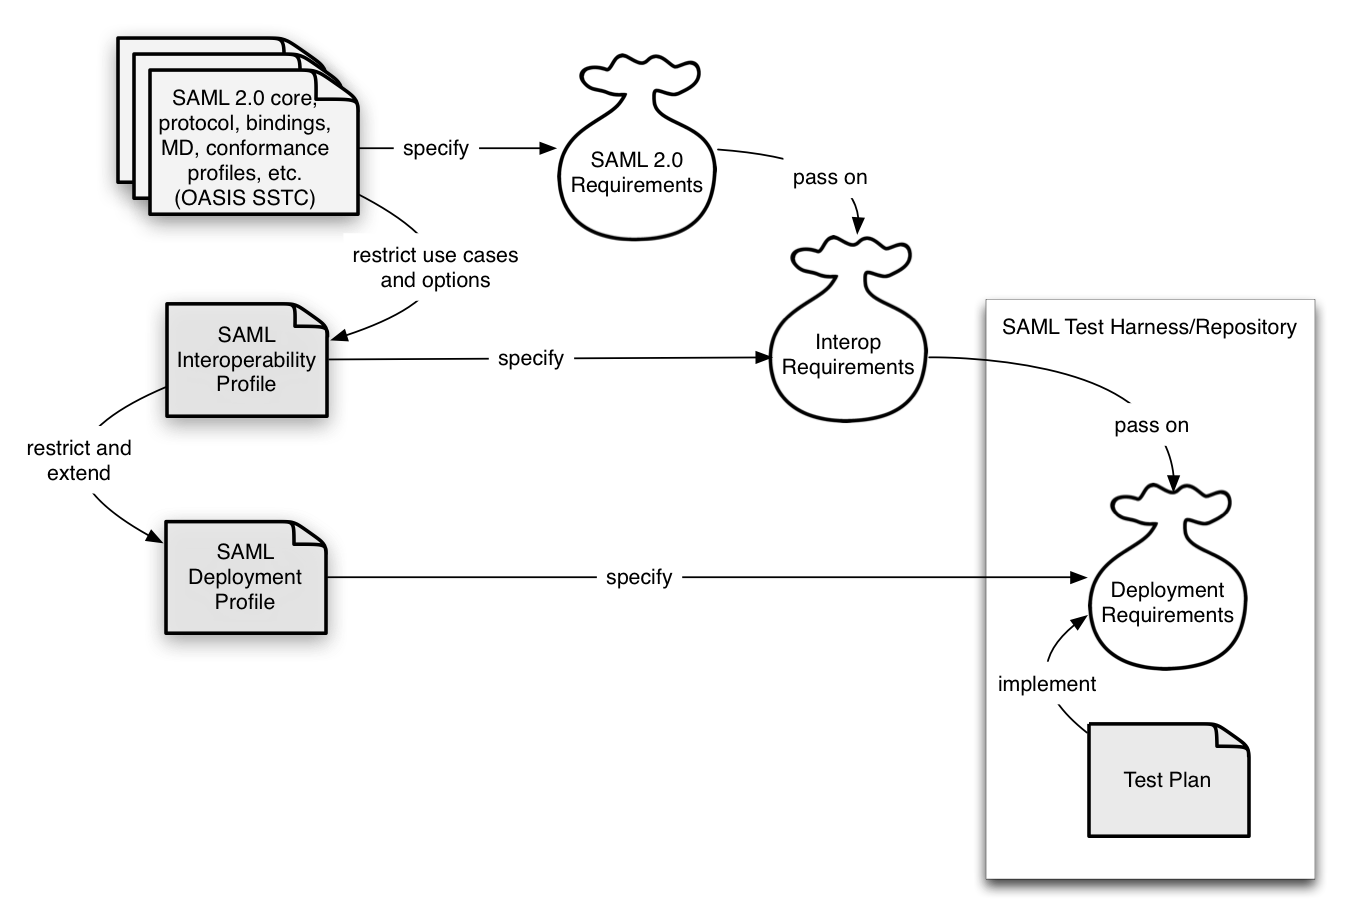 SAML 2.0 core,
protocol, bindings,
MD, conformance
profiles, etc.
(OASIS SSTC)
specify
SAML 2.0
Requirements
pass on
restrict use cases
and options
SAML
Interoperability
Profile
specify
Interop
Requirements
SAML Test Harness/Repository
pass on
restrict and
extend
SAML
Deployment
Profile
specify
Deployment
Requirements
implement
Test Plan